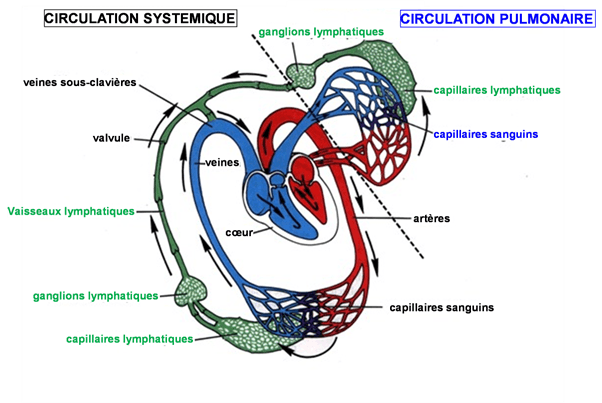 CIRCULATION SYSTEMIQUE
CIRCULATION PULMONAIRE
ganglions lymphatiques
veines sous-clavières
capillaires lymphatiques
valvule
capillaires sanguins
veines
Vaisseaux lymphatiques
artères
cœur
ganglions lymphatiques
capillaires sanguins
capillaires lymphatiques